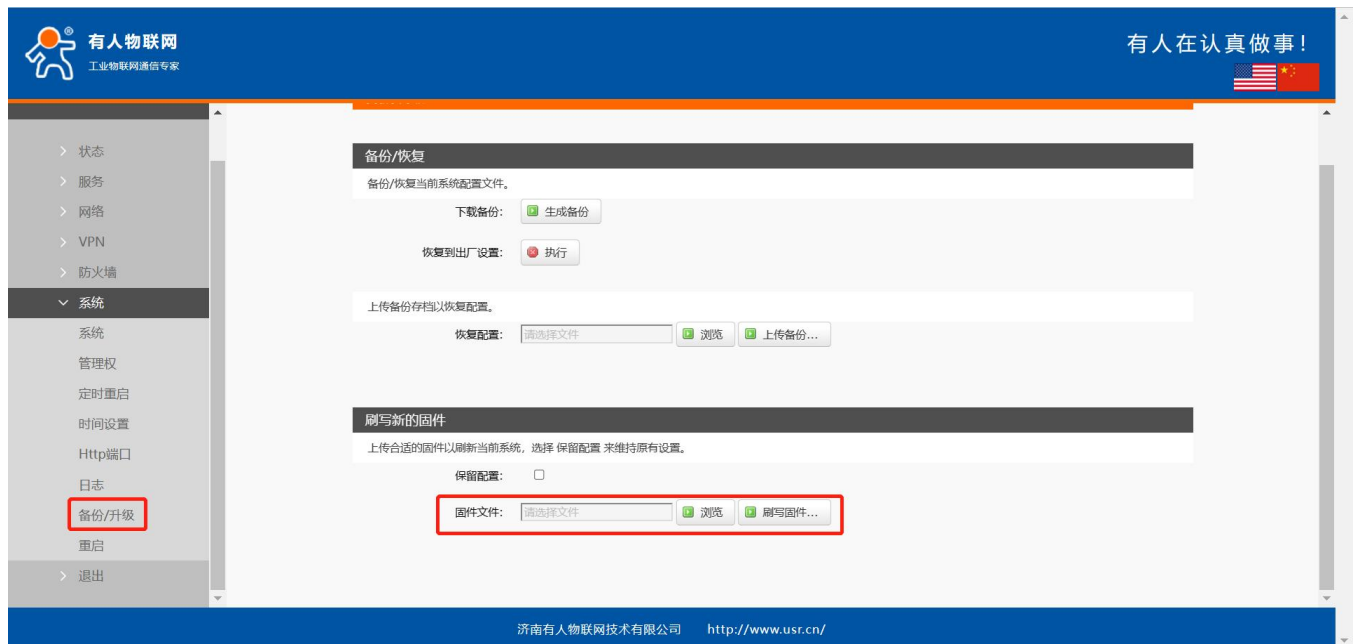 有人物联网
工业物联网通信专家
有人在认真做事!
状态
服务
网络
VPN
防火墙
系统
系统
管理权
定时重启
时间设置
Http端口
日志
备份/升级
重启
退出
备份/恢复
备份/恢复当前系统配置文件。
下载备份: 生成备份
恢复到出厂设置: 执行
上传备份存档以恢复配置。
恢复配置: 请选择文件 浏览 上传备份...
刷写新的固件
上传合适的固件以刷新当前系统，选择 保留配置 来维持原有设置。
保留配置:
固件文件: 请选择文件 浏览 刷写固件...
济南有人物联网技术有限公司 http://www.usr.cn/